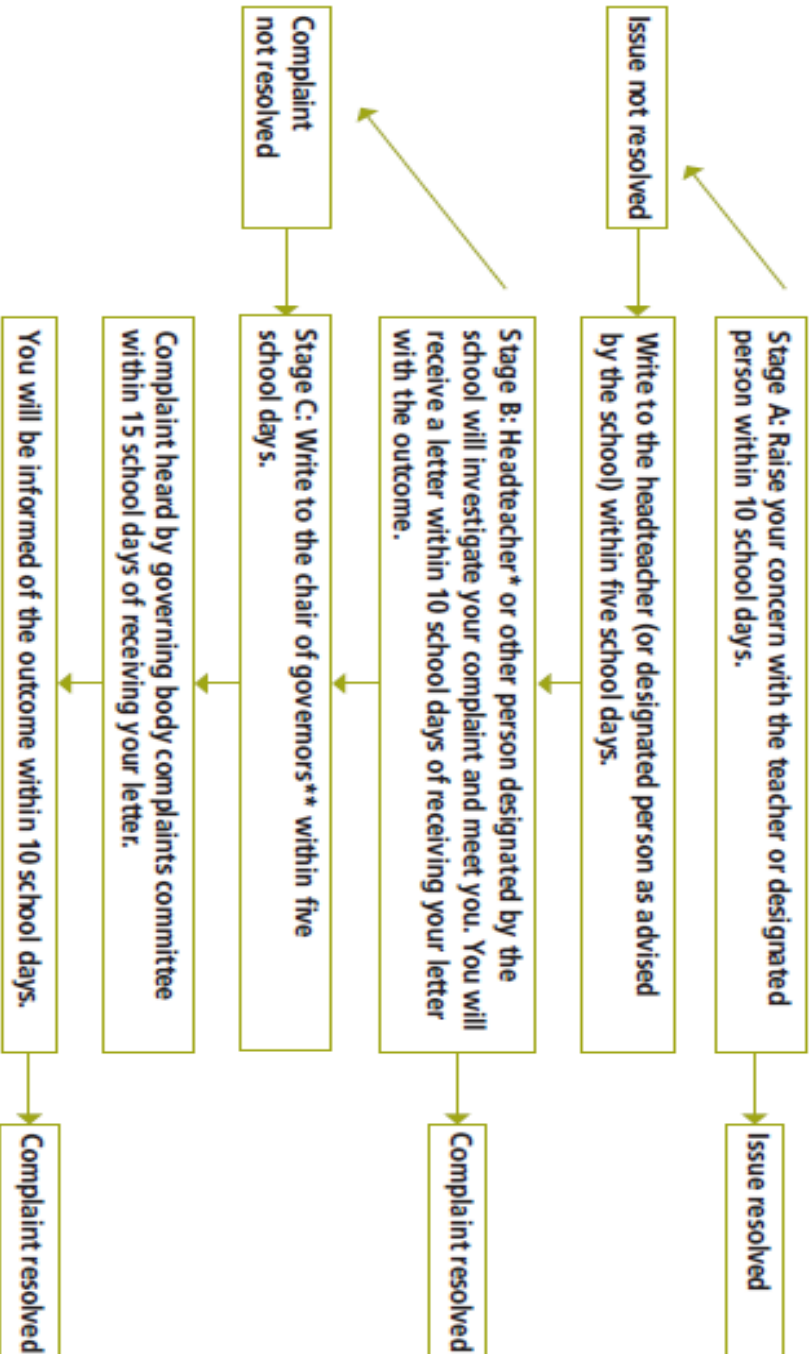 Stage A: Raise your concern with the teacher or designated
person within 10 school days.
Issue resolved
Issue not resolved
Write to the headteacher (or designated person as advised
by the school) within five school days.
Stage B: Headteacher* or other person designated by the
school will investigate your complaint and meet you. You will
receive a letter within 10 school days of receiving your letter
with the outcome.
Complaint resolved
Complaint
not resolved
Stage C: Write to the chair of governors** within five
school days.
Complaint heard by governing body complaints committee
within 15 school days of receiving your letter.
You will be informed of the outcome within 10 school days.
Complaint resolved